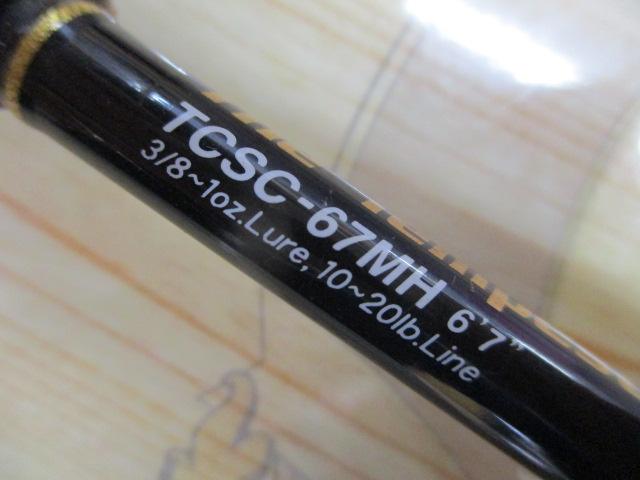 TCSC-67MH 6'7"
3/8~1oz.Lure, 10~20lb.Line